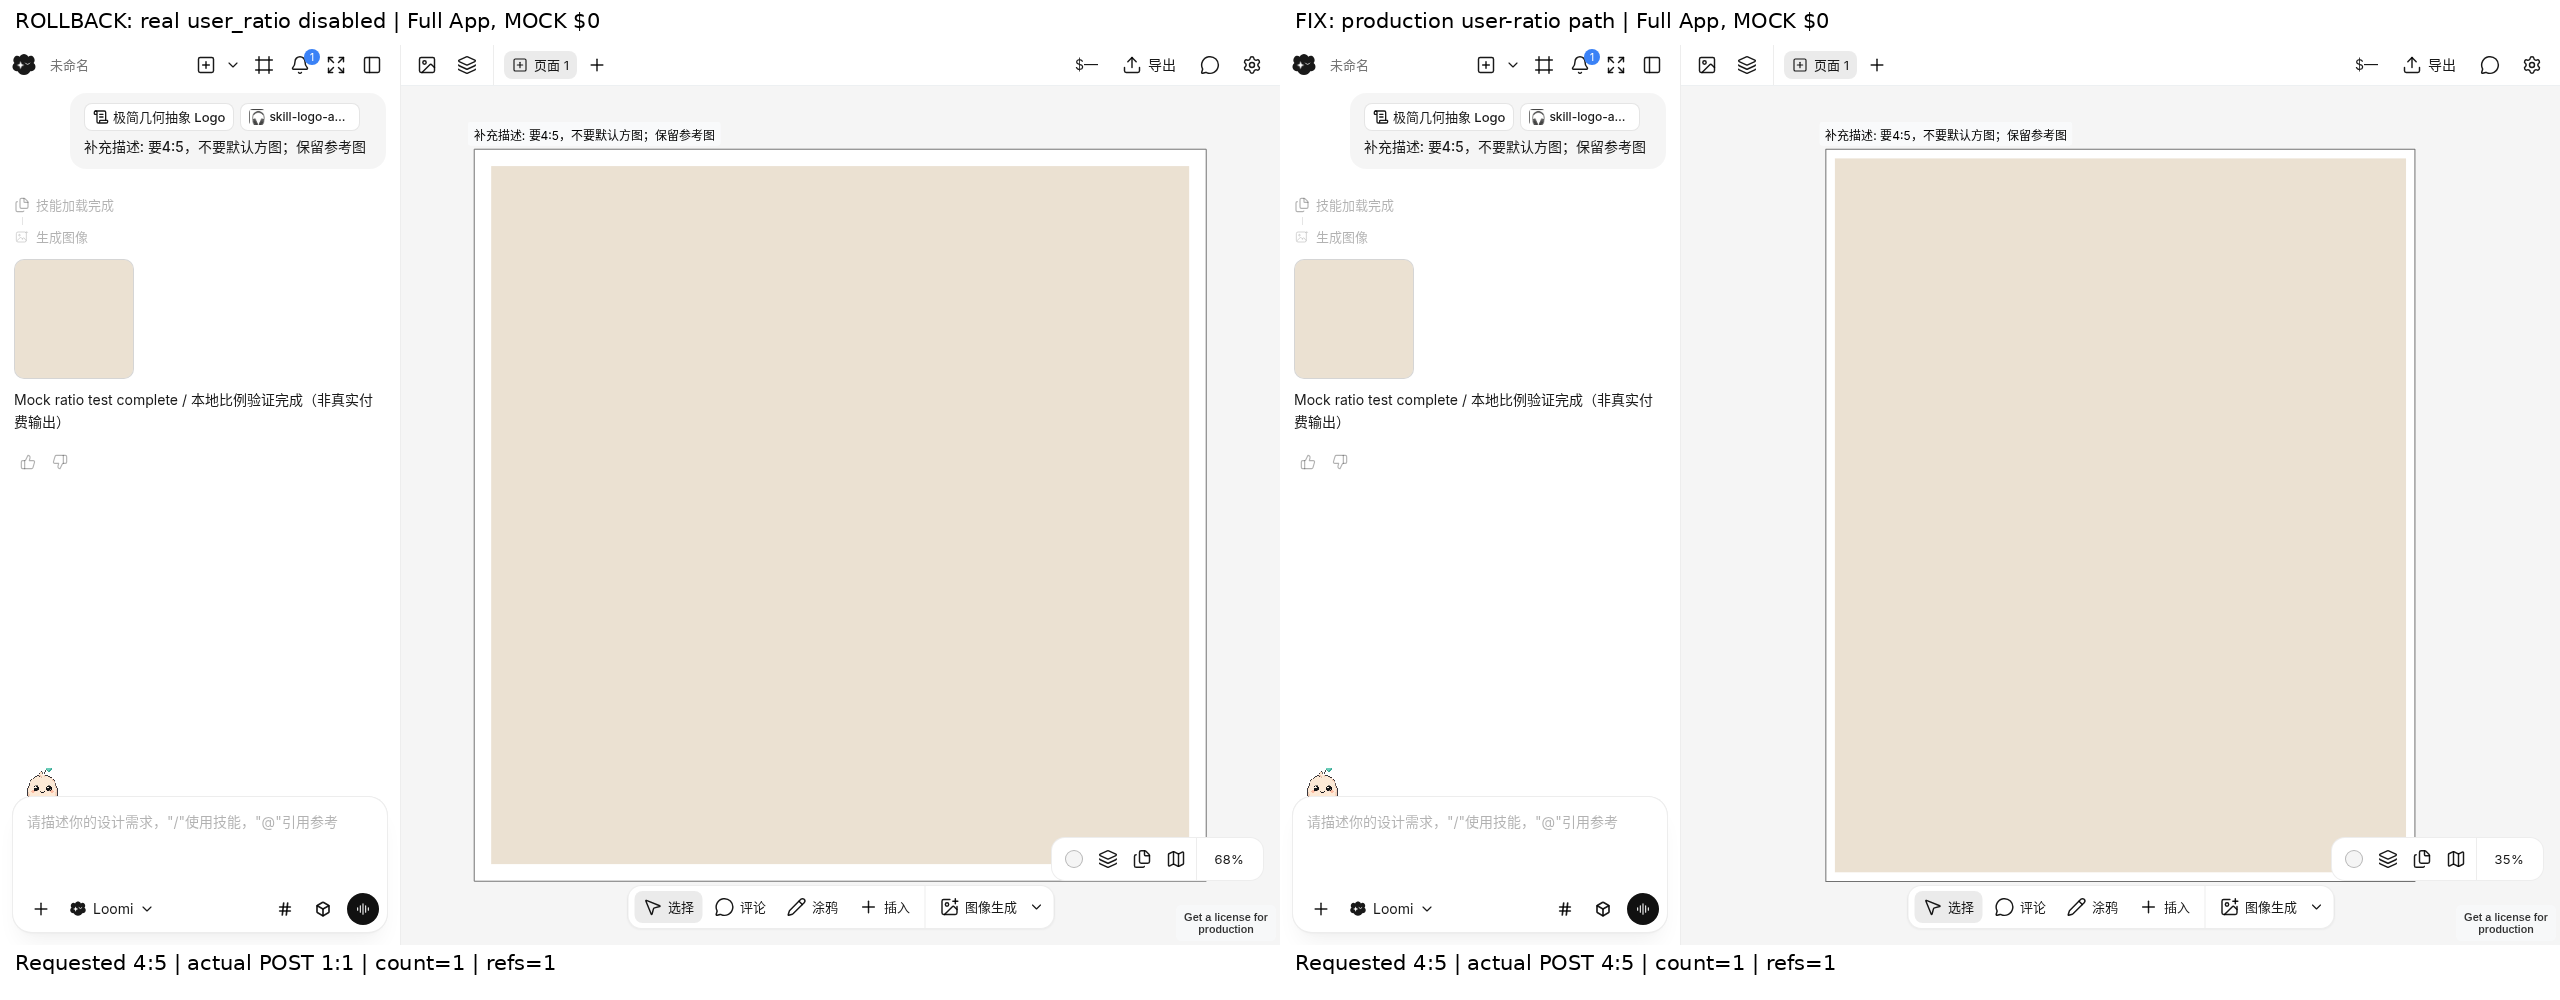 ROLLBACK: real user_ratio disabled | Full App, MOCK $0
未命名
1
页面 1
$—
导出
极简几何抽象 Logo
skill-logo-a...
补充描述: 要4:5，不要默认方图；保留参考图
技能加载完成
生成图像
Mock ratio test complete / 本地比例验证完成（非真实付
费输出）
请描述你的设计需求，"/"使用技能，"@"引用参考
Loomi
补充描述: 要4:5，不要默认方图；保留参考图
68%
选择
评论
涂鸦
插入
图像生成
Get a license for
production
Requested 4:5 | actual POST 1:1 | count=1 | refs=1
FIX: production user-ratio path | Full App, MOCK $0
未命名
1
页面 1
$—
导出
极简几何抽象 Logo
skill-logo-a...
补充描述: 要4:5，不要默认方图；保留参考图
技能加载完成
生成图像
Mock ratio test complete / 本地比例验证完成（非真实付
费输出）
请描述你的设计需求，"/"使用技能，"@"引用参考
Loomi
补充描述: 要4:5，不要默认方图；保留参考图
35%
选择
评论
涂鸦
插入
图像生成
Get a license for
production
Requested 4:5 | actual POST 4:5 | count=1 | refs=1